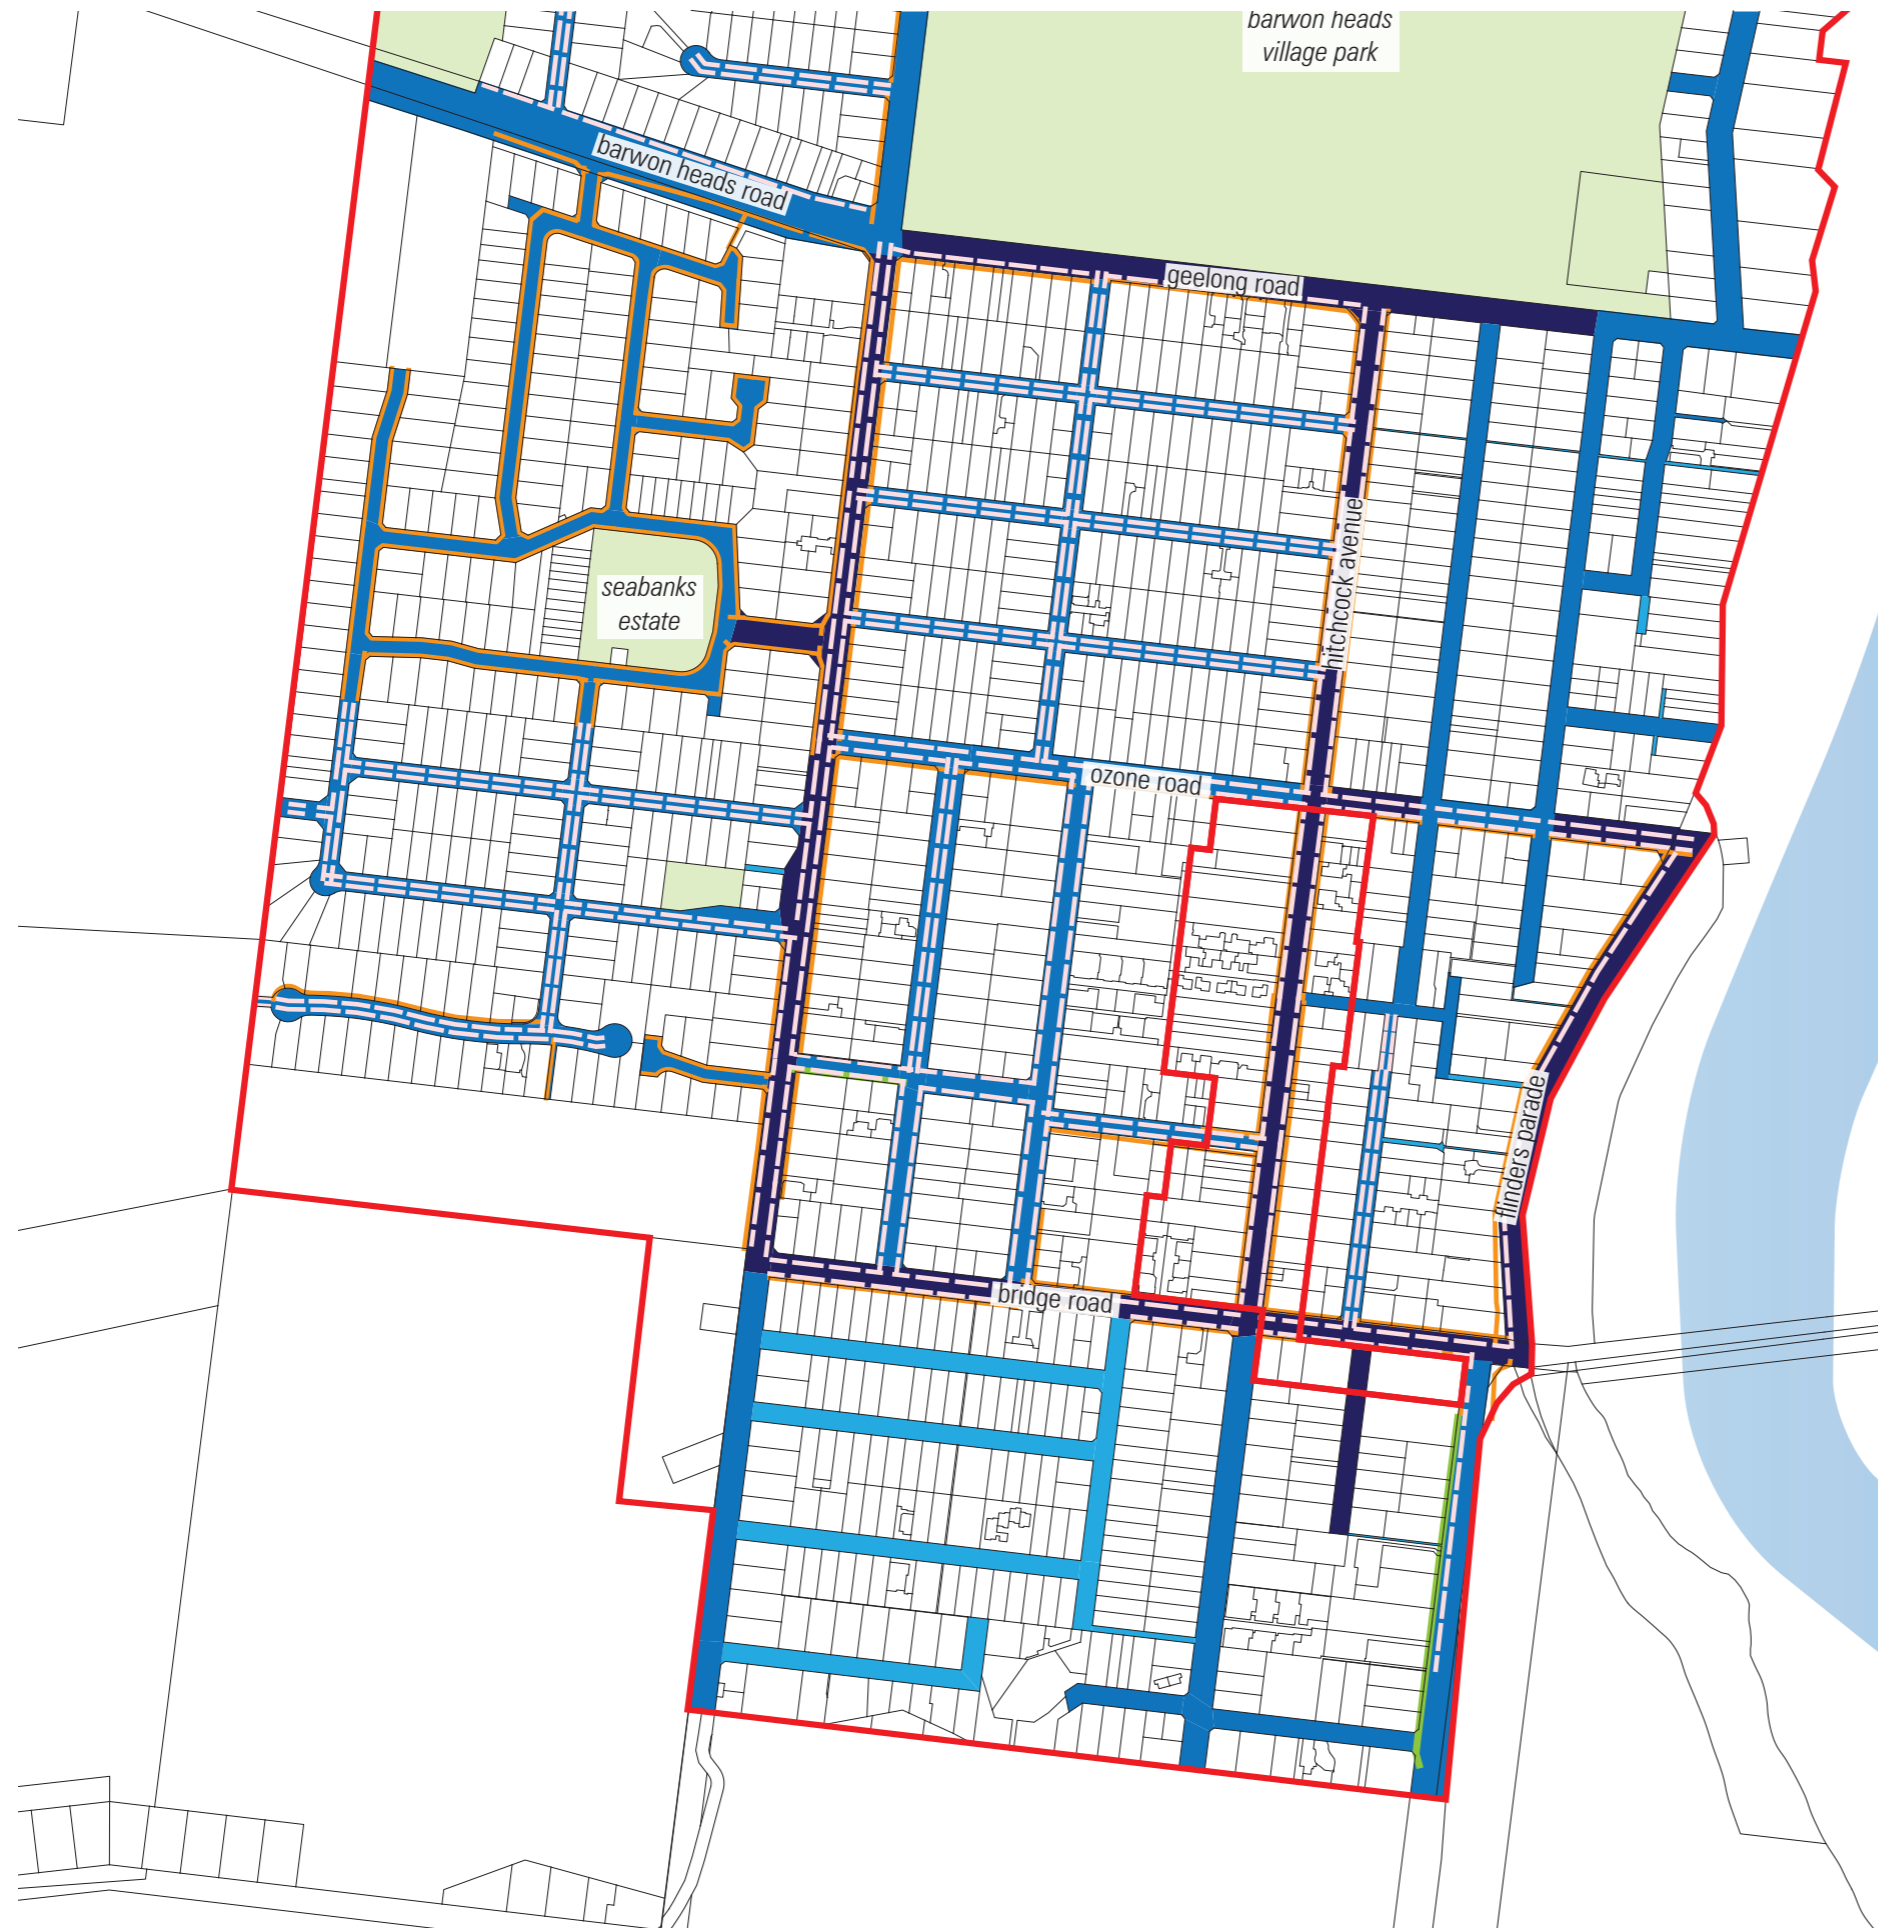 barwon heads
village park
barwon heads road
geelong road
hitchcock avenue
seabanks
estate
ozone road
flinders parade
bridge road